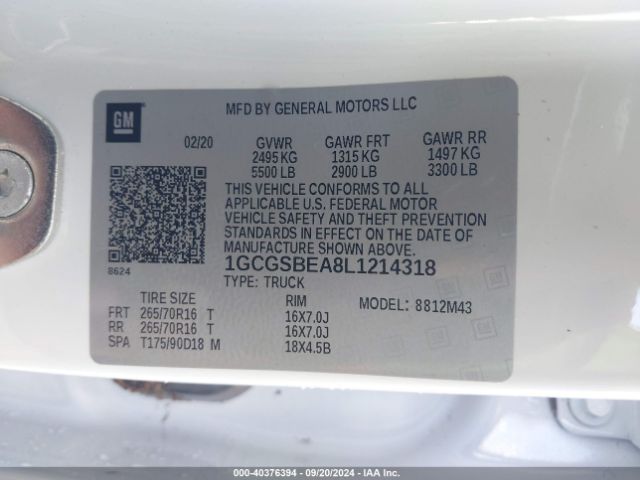 GM
MFD BY GENERAL MOTORS LLC
02/20 GVWR GAWR FRT GAWR RR
2495 KG 1315 KG 1497 KG
5500 LB 2900 LB 3300 LB
THIS VEHICLE CONFORMS TO ALL
APPLICABLE U.S. FEDERAL MOTOR
VEHICLE SAFETY AND THEFT PREVENTION
STANDARDS IN EFFECT ON THE DATE OF
MANUFACTURE SHOWN ABOVE.
8624 1GCGSBEA8L1214318
TYPE: TRUCK
TIRE SIZE RIM MODEL: 8812M43
FRT 265/70R16 T 16X7.0J
RR 265/70R16 T 16X7.0J
SPA T175/90D18 M 18X4.5B
000-40376394 - 09/20/2024 - IAAI.COM